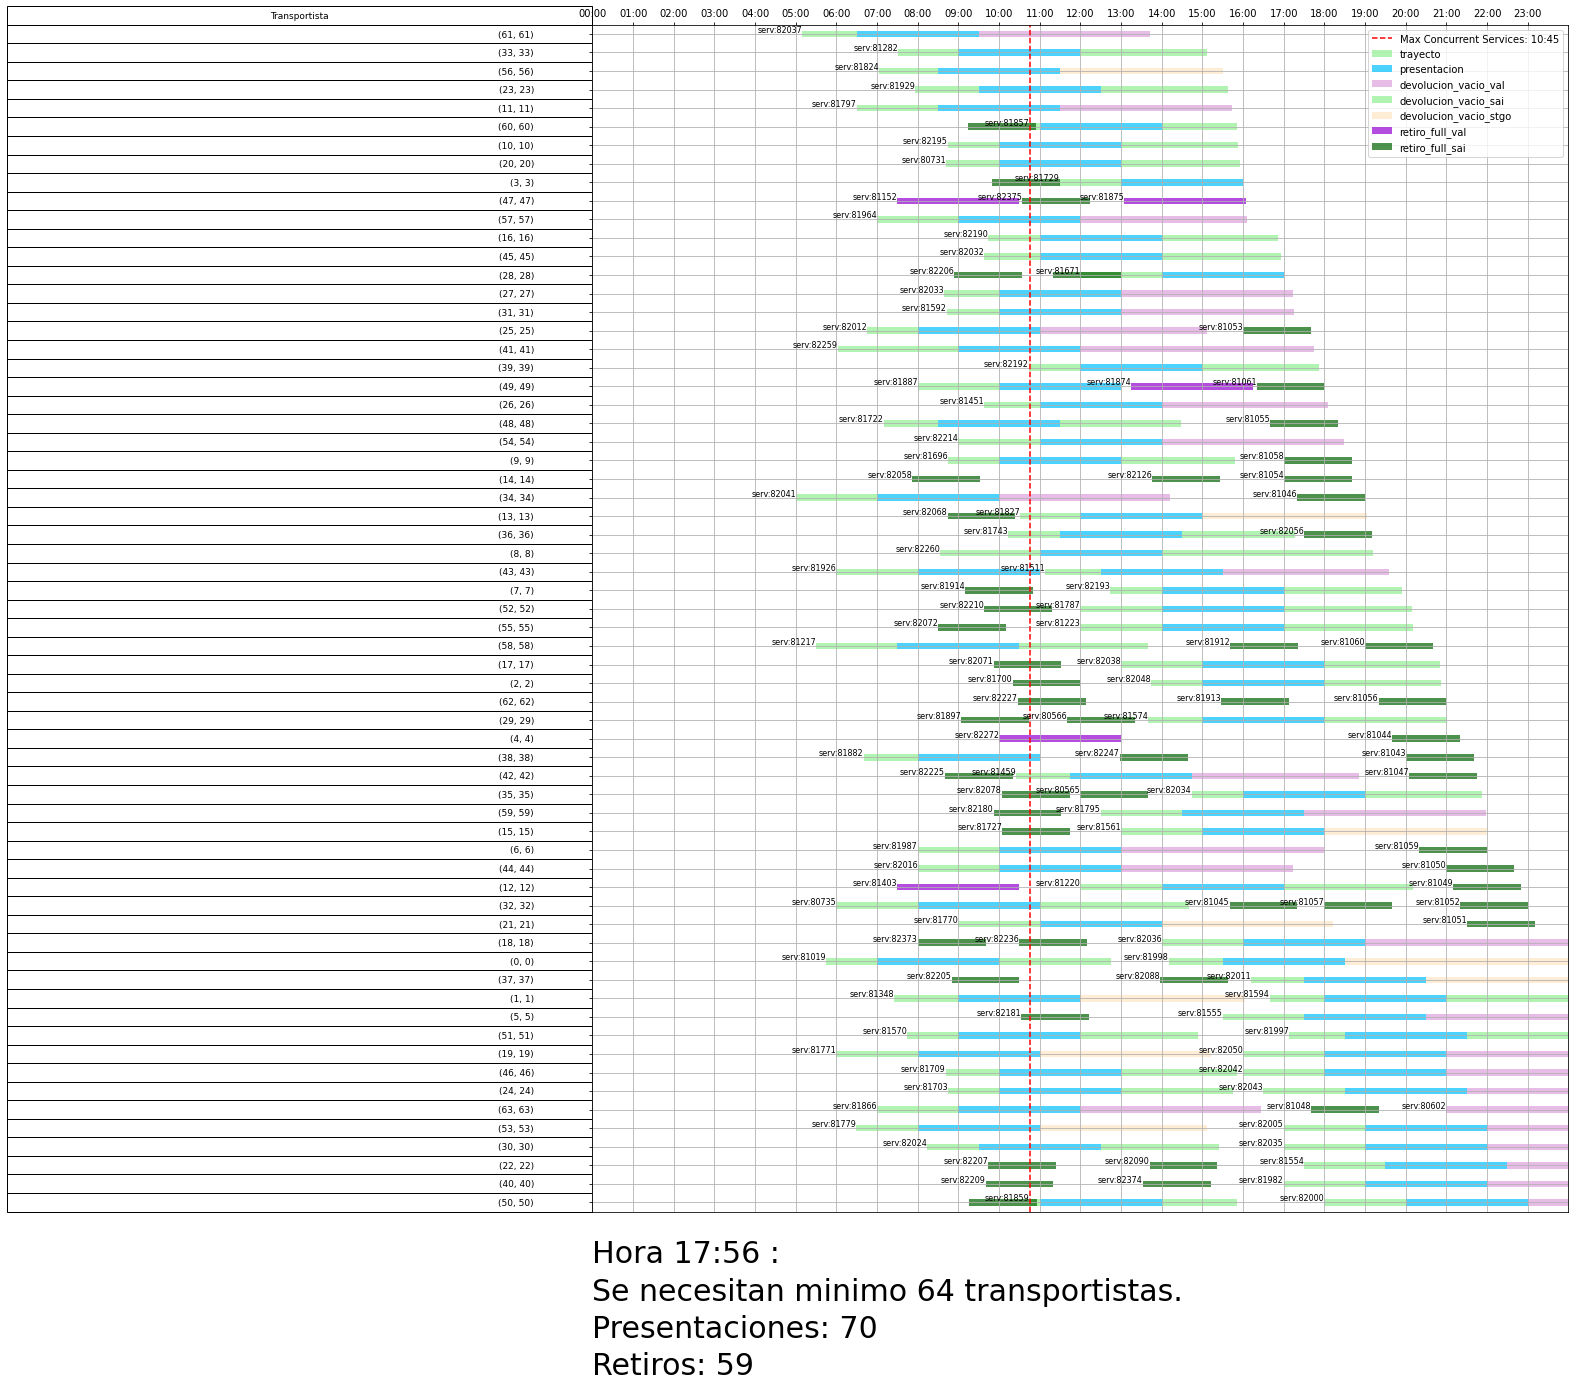 Transportista
00:00 01:00 02:00 03:00 04:00 05:00 06:00 07:00 08:00 09:00 10:00 11:00 12:00 13:00 14:00 15:00 16:00 17:00 18:00 19:00 20:00 21:00 22:00 23:00
Max Concurrent Services: 10:45
trayecto
presentacion
devolucion_vacio_val
devolucion_vacio_sai
devolucion_vacio_stgo
retiro_full_val
retiro_full_sai
(61, 61) serv:82037
(33, 33) serv:81282
(56, 56) serv:81824
(23, 23) serv:81929
(11, 11) serv:81797
(60, 60) serv:81857
(10, 10) serv:82195
(20, 20) serv:80731
(3, 3) serv:81729
(47, 47) serv:81152 serv:82375 serv:81875
(57, 57) serv:81964
(16, 16) serv:82190
(45, 45) serv:82032
(28, 28) serv:82206 serv:81671
(27, 27) serv:82033
(31, 31) serv:81592
(25, 25) serv:82012 serv:81053
(41, 41) serv:82259
(39, 39) serv:82192
(49, 49) serv:81887 serv:81874 serv:81061
(26, 26) serv:81451
(48, 48) serv:81722 serv:81055
(54, 54) serv:82214
(9, 9) serv:81696 serv:81058
(14, 14) serv:82058 serv:82126 serv:81054
(34, 34) serv:82041 serv:81046
(13, 13) serv:82068 serv:81827
(36, 36) serv:81743 serv:82056
(8, 8) serv:82260
(43, 43) serv:81926 serv:81511
(7, 7) serv:81914 serv:82193
(52, 52) serv:82210 serv:81787
(55, 55) serv:82072 serv:81223
(58, 58) serv:81217 serv:81912 serv:81060
(17, 17) serv:82071 serv:82038
(2, 2) serv:81700 serv:82048
(62, 62) serv:82227 serv:81913 serv:81056
(29, 29) serv:81897 serv:80566 serv:81574
(4, 4) serv:82272 serv:81044
(38, 38) serv:81882 serv:82247 serv:81043
(42, 42) serv:82225 serv:81459 serv:81047
(35, 35) serv:82078 serv:80565 serv:82034
(59, 59) serv:82180 serv:81795
(15, 15) serv:81727 serv:81561
(6, 6) serv:81987 serv:81059
(44, 44) serv:82016 serv:81050
(12, 12) serv:81403 serv:81220 serv:81049
(32, 32) serv:80735 serv:81045 serv:81057 serv:81052
(21, 21) serv:81770 serv:81051
(18, 18) serv:82373 serv:82236 serv:82036
(0, 0) serv:81019 serv:81998
(37, 37) serv:82205 serv:82088 serv:82011
(1, 1) serv:81348 serv:81594
(5, 5) serv:82181 serv:81555
(51, 51) serv:81570 serv:81997
(19, 19) serv:81771 serv:82050
(46, 46) serv:81709 serv:82042
(24, 24) serv:81703 serv:82043
(63, 63) serv:81866 serv:81048 serv:80602
(53, 53) serv:81779 serv:82005
(30, 30) serv:82024 serv:82035
(22, 22) serv:82207 serv:82090 serv:81554
(40, 40) serv:82209 serv:82374 serv:81982
(50, 50) serv:81859 serv:82000
Hora 17:56 :
Se necesitan minimo 64 transportistas.
Presentaciones: 70
Retiros: 59